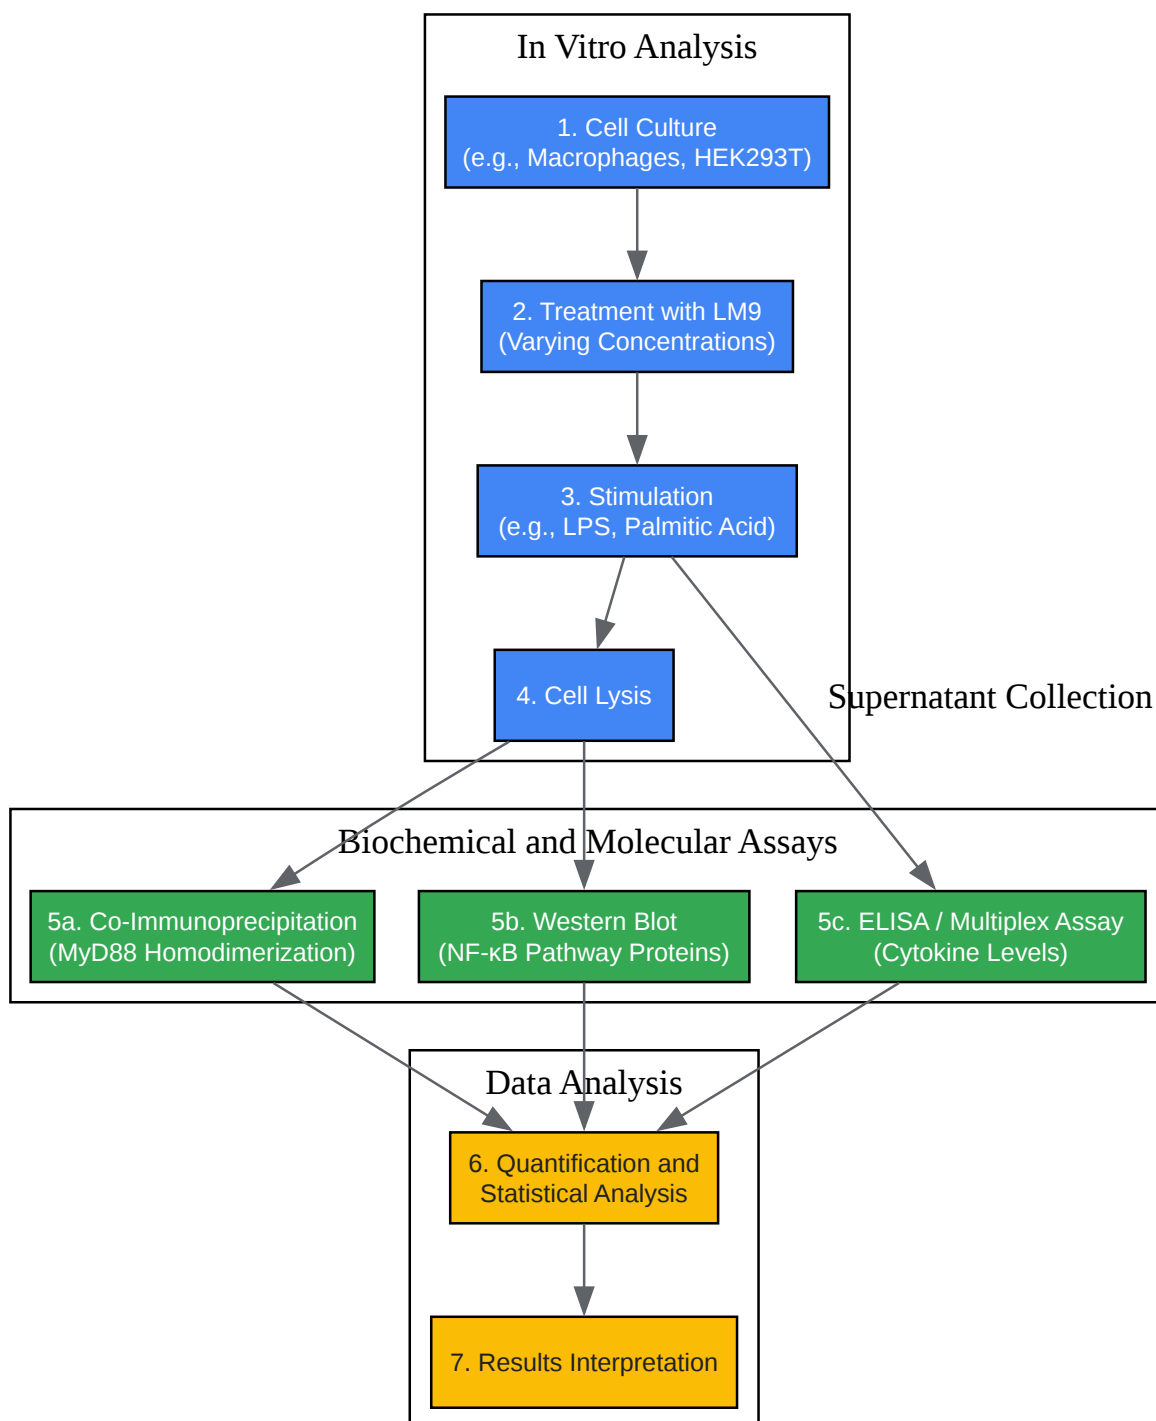 In Vitro Analysis
1. Cell Culture
(e.g., Macrophages, HEK293T)
2. Treatment with LM9
(Varying Concentrations)
3. Stimulation
(e.g., LPS, Palmitic Acid)
4. Cell Lysis
Supernatant Collection
Biochemical and Molecular Assays
5a. Co-Immunoprecipitation
(MyD88 Homodimerization)
5b. Western Blot
(NF-κB Pathway Proteins)
5c. ELISA / Multiplex Assay
(Cytokine Levels)
Data Analysis
6. Quantification and
Statistical Analysis
7. Results Interpretation